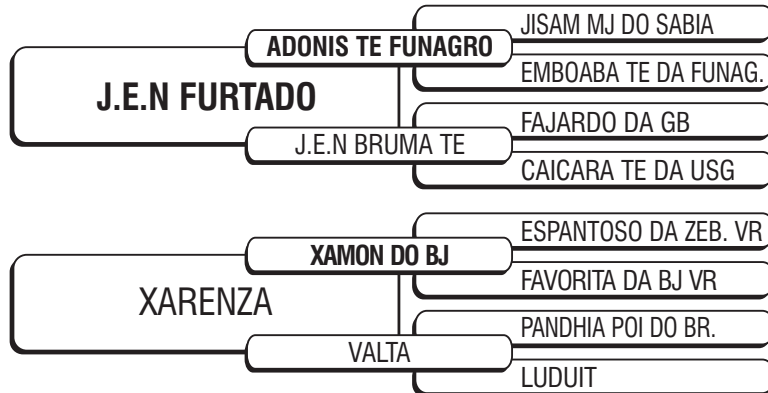 JISAM MJ DO SABIA
ADONIS TE FUNAGRO
EMBOABA TE DA FUNAG.
J.E.N FURTADO
FAJARDO DA GB
J.E.N BRUMA TE
CAICARA TE DA USG
ESPANTOSO DA ZEB. VR
XAMON DO BJ
FAVORITA DA BJ VR
XARENZA
PANDHIA POI DO BR.
VALTA
LUDUIT